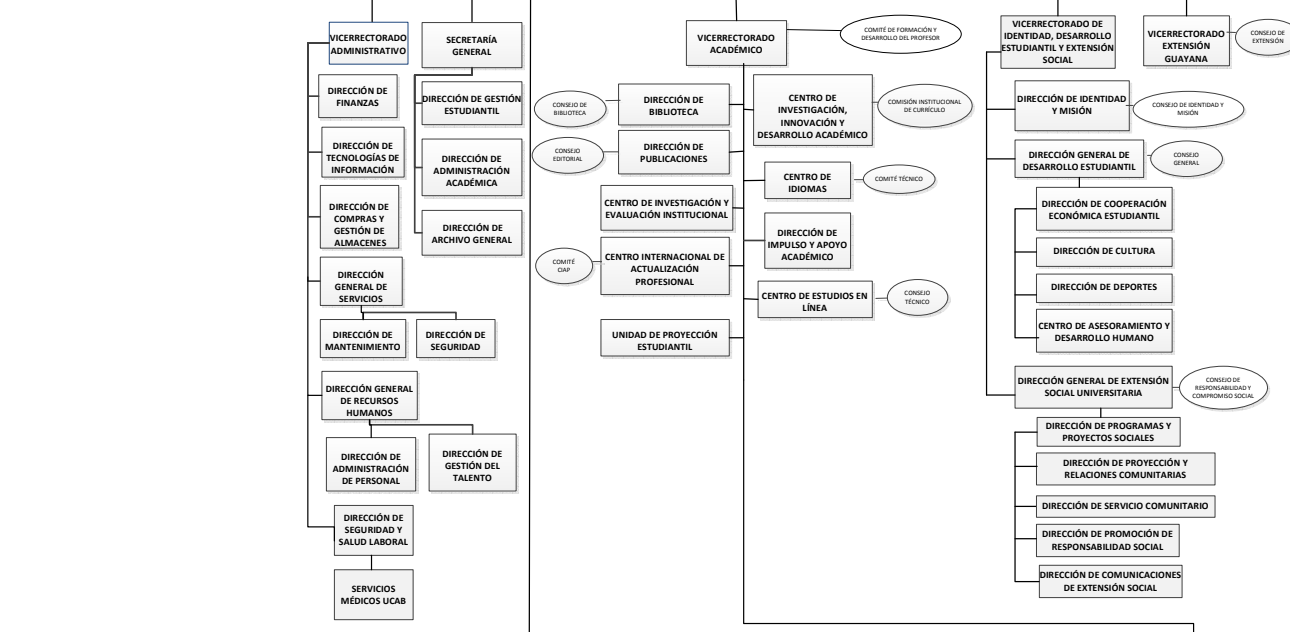 VICERRECTORADO
ADMINISTRATIVO
DIRECCIÓN DE
FINANZAS
DIRECCIÓN DE
TECNOLOGÍAS DE
INFORMACIÓN
DIRECCIÓN DE
COMPRAS Y
GESTIÓN DE
ALMACENES
DIRECCIÓN
GENERAL DE
SERVICIOS
DIRECCIÓN DE
MANTENIMIENTO
DIRECCIÓN DE
SEGURIDAD
DIRECCIÓN GENERAL
DE RECURSOS
HUMANOS
DIRECCIÓN DE
ADMINISTRACIÓN
DE PERSONAL
DIRECCIÓN DE
GESTIÓN DEL
TALENTO
DIRECCIÓN DE
SEGURIDAD Y
SALUD LABORAL
SERVICIOS
MÉDICOS UCAB
SECRETARÍA
GENERAL
DIRECCIÓN DE GESTIÓN
ESTUDIANTIL
DIRECCIÓN DE
ADMINISTRACIÓN
ACADÉMICA
DIRECCIÓN DE
ARCHIVO GENERAL
VICERRECTORADO
ACADÉMICO
COMITÉ DE FORMACIÓN Y
DESARROLLO DEL PROFESOR
CONSEJO DE
BIBLIOTECA
DIRECCIÓN DE
BIBLIOTECA
CENTRO DE
INVESTIGACIÓN,
INNOVACIÓN Y
DESARROLLO ACADÉMICO
COMISIÓN INSTITUCIONAL
DE CURRÍCULO
CONSEJO
EDITORIAL
DIRECCIÓN DE
PUBLICACIONES
CENTRO DE
IDIOMAS
COMITÉ TÉCNICO
CENTRO DE INVESTIGACIÓN Y
EVALUACIÓN INSTITUCIONAL
DIRECCIÓN DE
IMPULSO Y APOYO
ACADÉMICO
COMITÉ
CIAP
CENTRO INTERNACIONAL DE
ACTUALIZACIÓN
PROFESIONAL
CENTRO DE ESTUDIOS EN
LÍNEA
CONSEJO
TÉCNICO
UNIDAD DE PROYECCIÓN
ESTUDIANTIL
VICERRECTORADO DE
IDENTIDAD, DESARROLLO
ESTUDIANTIL Y EXTENSIÓN
SOCIAL
VICERRECTORADO
EXTENSIÓN
GUAYANA
CONSEJO DE
EXTENSIÓN
DIRECCIÓN DE IDENTIDAD
Y MISIÓN
CONSEJO DE IDENTIDAD Y
MISIÓN
DIRECCIÓN GENERAL DE
DESARROLLO ESTUDIANTIL
CONSEJO
GENERAL
DIRECCIÓN DE COOPERACIÓN
ECONÓMICA ESTUDIANTIL
DIRECCIÓN DE CULTURA
DIRECCIÓN DE DEPORTES
CENTRO DE ASESORAMIENTO Y
DESARROLLO HUMANO
DIRECCIÓN GENERAL DE EXTENSIÓN
SOCIAL UNIVERSITARIA
CONSEJO DE
RESPONSABILIDAD Y
COMPROMISO SOCIAL
DIRECCIÓN DE PROGRAMAS Y
PROYECTOS SOCIALES
DIRECCIÓN DE PROYECCIÓN Y
RELACIONES COMUNITARIAS
DIRECCIÓN DE SERVICIO COMUNITARIO
DIRECCIÓN DE PROMOCIÓN DE
RESPONSABILIDAD SOCIAL
DIRECCIÓN DE COMUNICACIONES
DE EXTENSIÓN SOCIAL